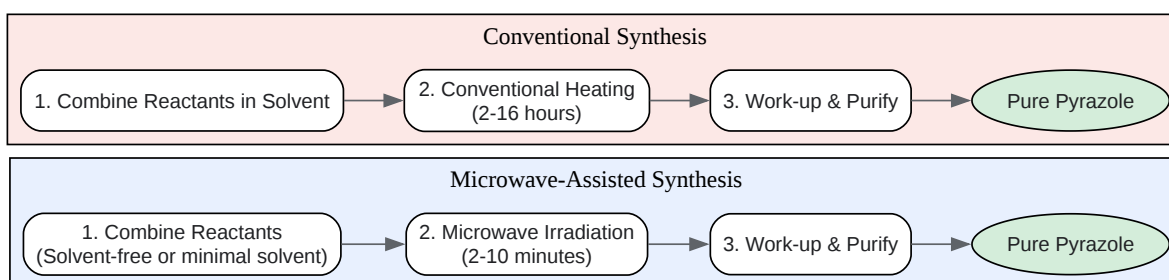 Conventional Synthesis
1. Combine Reactants in Solvent
2. Conventional Heating
(2-16 hours)
3. Work-up & Purify
Pure Pyrazole
Microwave-Assisted Synthesis
1. Combine Reactants
(Solvent-free or minimal solvent)
2. Microwave Irradiation
(2-10 minutes)
3. Work-up & Purify
Pure Pyrazole